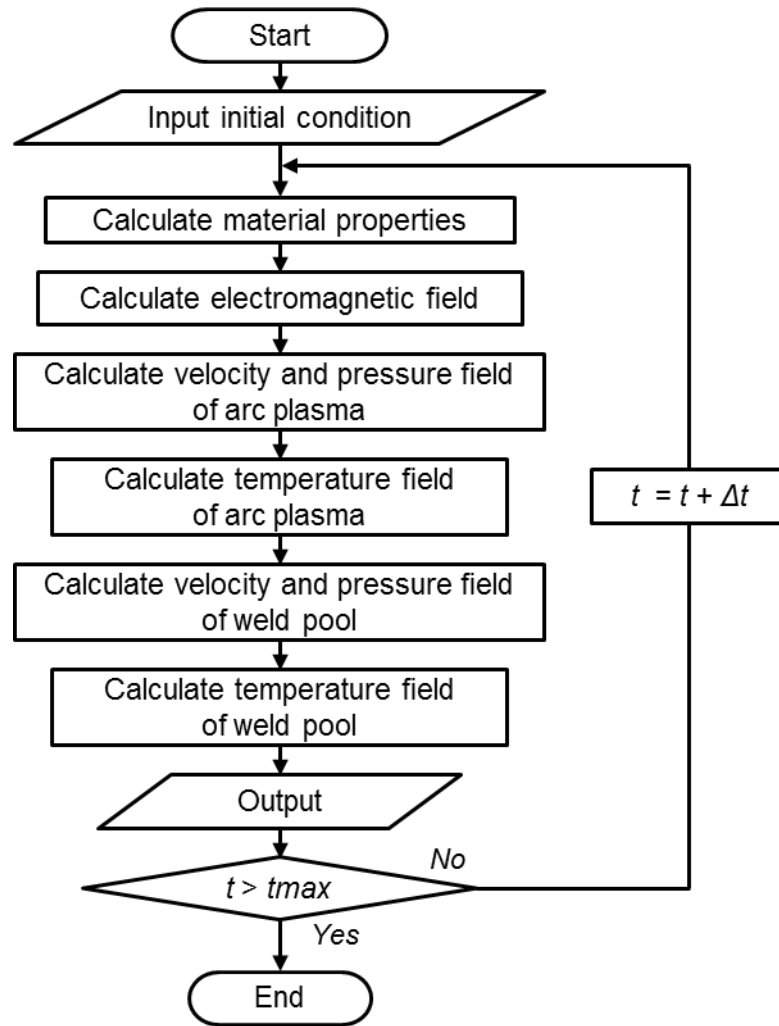 Start
Input initial condition
Calculate material properties
Calculate electromagnetic field
Calculate velocity and pressure field
of arc plasma
Calculate temperature field
of arc plasma
t = t + Δt
Calculate velocity and pressure field
of weld pool
Calculate temperature field
of weld pool
Output
No
t > tmax
Yes
End